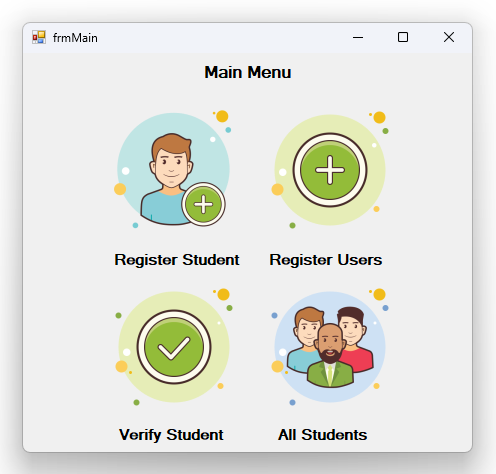 frmMain
Main Menu
Register Student
Register Users
Verify Student
All Students